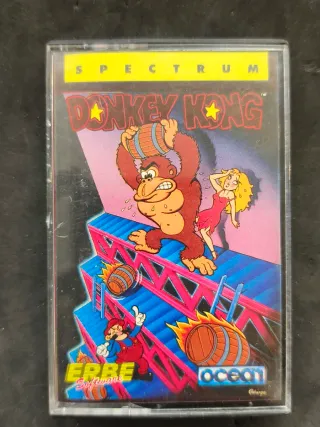 SPECTRUM
DONKEY KONG
ERBE
Software
ocean